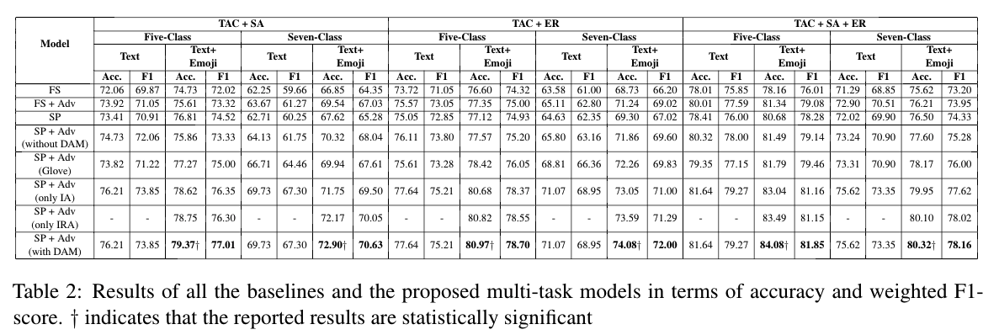 Model TAC + SA TAC + ER TAC + SA + ER
Five-Class Seven-Class Five-Class Seven-Class Five-Class Seven-Class
Text Text+ Emoji Text Text+ Emoji Text Text+ Emoji Text Text+ Emoji Text Text+ Emoji Text Text+ Emoji
Acc. F1 Acc. F1 Acc. F1 Acc. F1 Acc. F1 Acc. F1 Acc. F1 Acc. F1 Acc. F1 Acc. F1 Acc. F1 Acc. F1
FS 72.06 69.87 74.73 72.02 62.25 59.66 66.85 64.35 73.72 71.05 76.60 74.32 63.58 61.00 68.73 66.20 78.01 75.85 78.16 76.01 71.29 68.85 75.62 73.20
FS + Adv 73.92 71.05 75.61 73.32 63.67 61.27 69.54 67.03 75.57 73.05 77.35 75.00 65.11 62.80 71.24 69.02 80.01 77.59 81.34 79.08 72.90 70.51 76.21 73.95
SP 73.41 70.91 76.81 74.52 62.71 60.25 67.62 65.28 75.05 72.85 77.12 74.93 64.63 62.35 69.30 67.02 78.41 76.00 80.68 78.28 72.02 69.90 76.50 74.33
SP + Adv (without DAM) 74.73 72.06 75.86 73.33 64.13 61.75 70.32 68.04 76.11 73.80 77.57 75.20 65.80 63.16 71.86 69.60 80.32 78.00 81.49 79.14 73.24 70.90 77.60 75.28
SP + Adv (Glove) 73.82 71.22 77.27 75.00 66.71 64.46 69.94 67.61 75.61 73.28 78.42 76.05 68.81 66.36 72.26 69.83 79.35 77.15 81.79 79.46 73.31 70.90 78.17 76.00
SP + Adv (only IA) 76.21 73.85 78.62 76.35 69.73 67.30 71.75 69.50 77.64 75.21 80.68 78.37 71.07 68.95 73.05 71.00 81.64 79.27 83.04 81.16 75.62 73.35 79.95 77.62
SP + Adv (only IRA) - - 78.75 76.30 - - 72.17 70.05 - - 80.82 78.55 - - 73.59 71.29 - - 83.49 81.15 - - 80.10 78.02
SP + Adv (with DAM) 76.21 73.85 79.37† 77.01 69.73 67.30 72.90† 70.63 77.64 75.21 80.97† 78.70 71.07 68.95 74.08† 72.00 81.64 79.27 84.08† 81.85 75.62 73.35 80.32† 78.16
Table 2: Results of all the baselines and the proposed multi-task models in terms of accuracy and weighted F1-
score. † indicates that the reported results are statistically significant